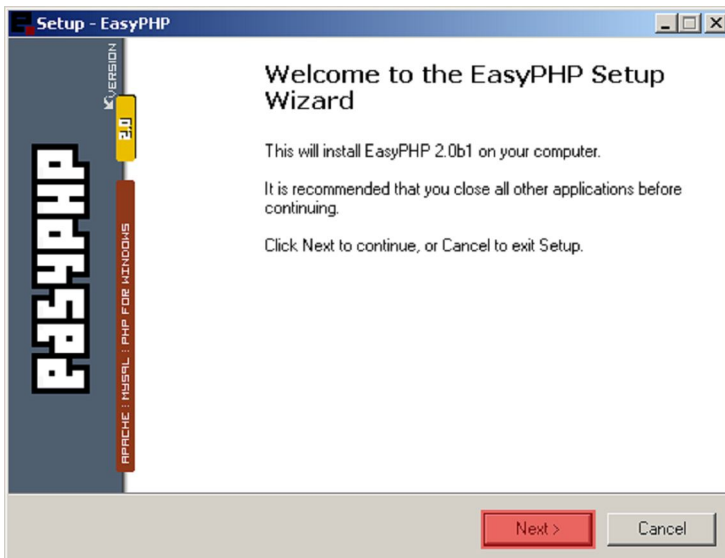 Setup - EasyPHP
VERSION
2.0
EasyPHP
APACHE : MYSQL : PHP FOR WINDOWS
Welcome to the EasyPHP Setup
Wizard
This will install EasyPHP 2.0b1 on your computer.
It is recommended that you close all other applications before
continuing.
Click Next to continue, or Cancel to exit Setup.
Next >
Cancel